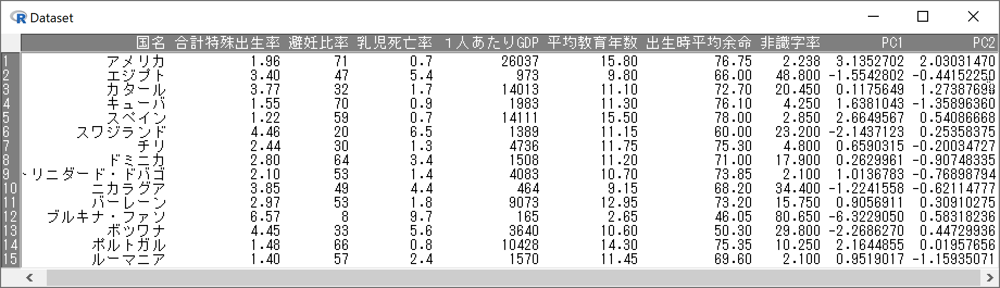 Dataset
国名 合計特殊出生率 避妊比率 乳児死亡率 1人あたりGDP 平均教育年数 出生時平均余命 非識字率 PC1 PC2
1 アメリカ 1.96 71 0.7 26037 15.80 76.75 2.238 3.1352702 2.03031470
2 エジプト 3.40 47 5.4 973 9.80 66.00 48.800 -1.5542802 -0.44152250
3 カタール 3.77 32 1.7 14013 11.10 72.70 20.450 0.1175649 1.27387699
4 キューバ 1.55 70 0.9 1983 11.30 76.10 4.250 1.6381043 -1.35896360
5 スペイン 1.22 59 0.7 14111 15.50 78.00 2.850 2.6649567 0.54086668
6 スワジランド 4.46 20 6.5 1389 11.15 60.00 23.200 -2.1437123 0.25358375
7 チリ 2.44 30 1.3 4736 11.75 75.30 4.800 0.6590315 -0.20034727
8 ドミニカ 2.80 64 3.4 1508 11.20 71.00 17.900 0.2629961 -0.90748335
9 リニダード・ドバゴ 2.10 53 1.4 4083 10.70 73.85 2.100 1.0136783 -0.76898794
10 ニカラグア 3.85 49 4.4 464 9.15 68.20 34.400 -1.2241558 -0.62114777
11 バーレーン 2.97 53 1.8 9073 12.95 73.20 15.750 0.9056911 0.30910275
12 ブルキナ・ファソ 6.57 8 9.7 165 2.65 46.05 80.650 -6.3229050 0.58318236
13 ボツワナ 4.45 33 5.6 3640 10.60 50.30 29.800 -2.2686270 0.44729936
14 ポルトガル 1.48 66 0.8 10428 14.30 75.35 10.250 2.1644855 0.01957656
15 ルーマニア 1.40 57 2.4 1570 11.45 69.60 2.100 0.9519017 -1.15935071